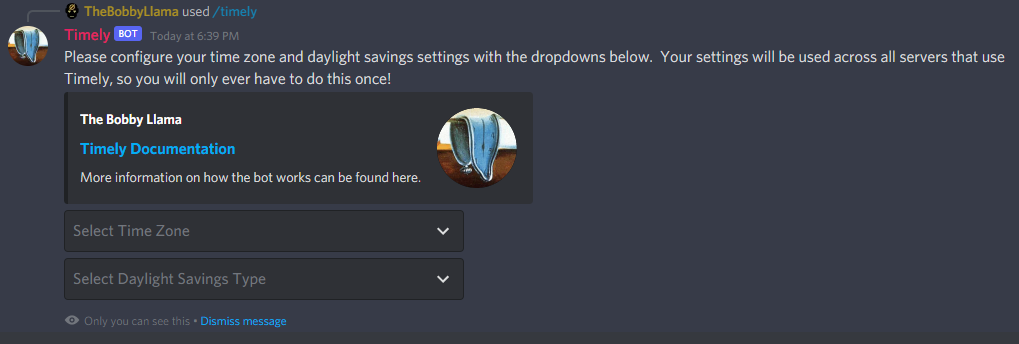 TheBobbyLlama used /timely
Timely BOT Today at 6:39 PM
Please configure your time zone and daylight savings settings with the dropdowns below.  Your settings will be used across all servers that use
Timely, so you will only ever have to do this once!
The Bobby Llama
Timely Documentation
More information on how the bot works can be found here.
Select Time Zone
Select Daylight Savings Type
Only you can see this • Dismiss message